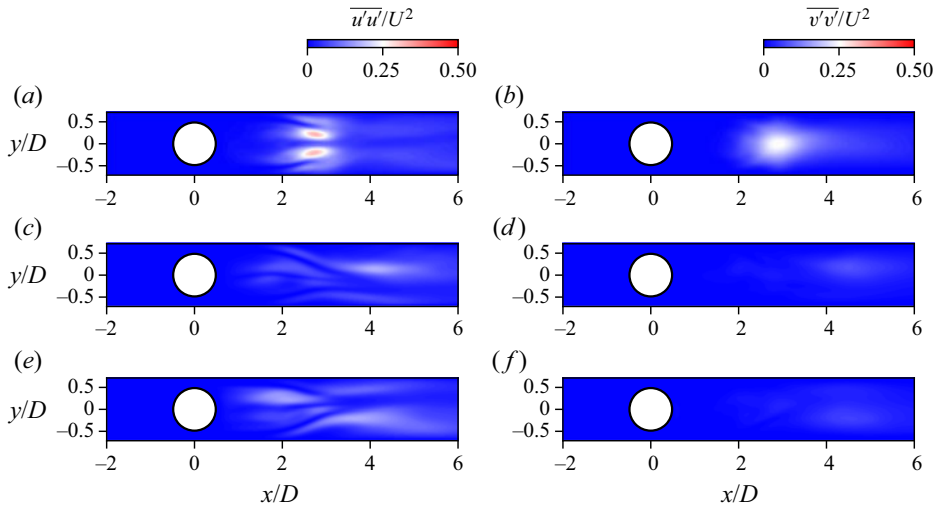 u′u′/U² v′v′/U²
0 0.25 0.50 0 0.25 0.50
(a) (b)
y/D 0.5 0 –0.5
–2 0 2 4 6 –2 0 2 4 6
(c) (d)
y/D 0.5 0 –0.5
–2 0 2 4 6 –2 0 2 4 6
(e) (f)
y/D 0.5 0 –0.5
–2 0 2 4 6 –2 0 2 4 6
x/D x/D